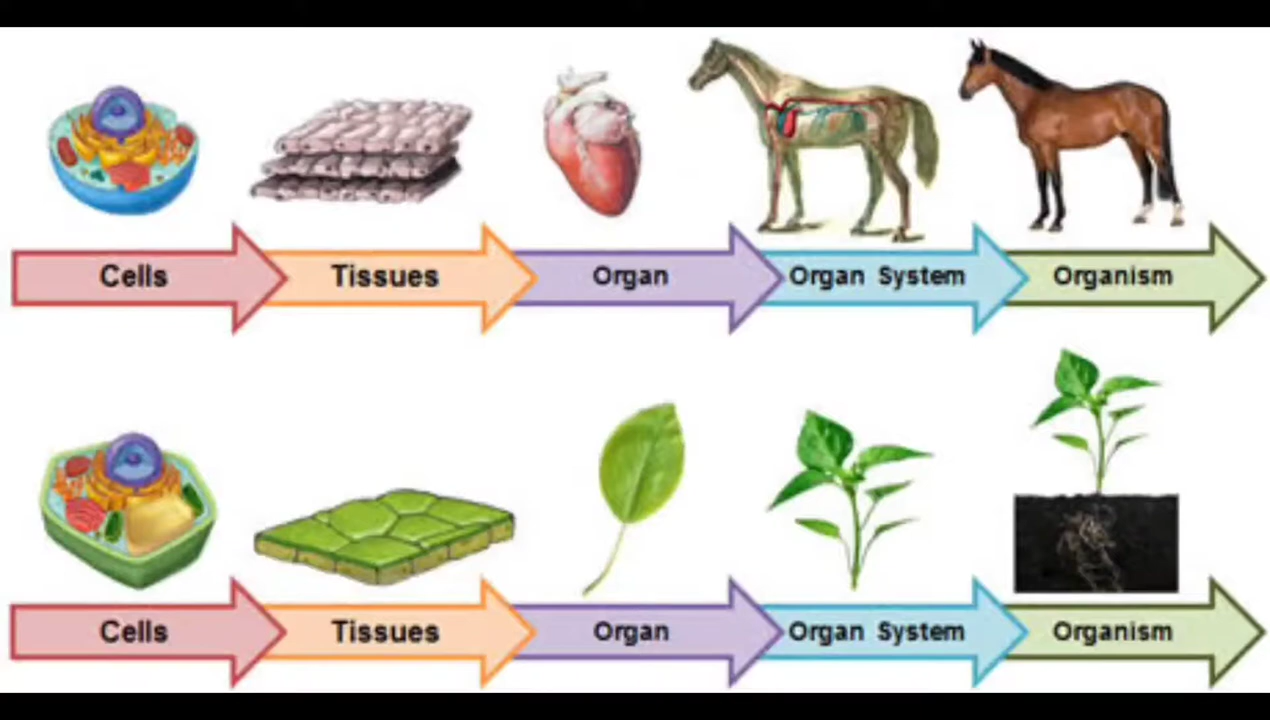 Cells
Tissues
Organ
Organ System
Organism
Cells
Tissues
Organ
Organ System
Organism